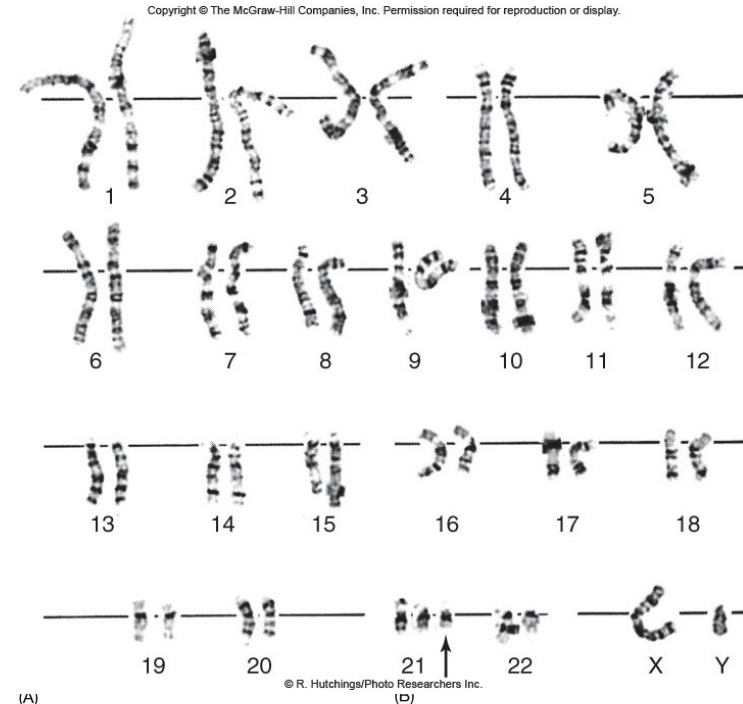 Copyright © The McGraw-Hill Companies, Inc. Permission required for reproduction or display.
1 2 3 4 5
6 7 8 9 10 11 12
13 14 15 16 17 18
19 20 21 22 X Y
© R. Hutchings/Photo Researchers Inc.
(A) (B)